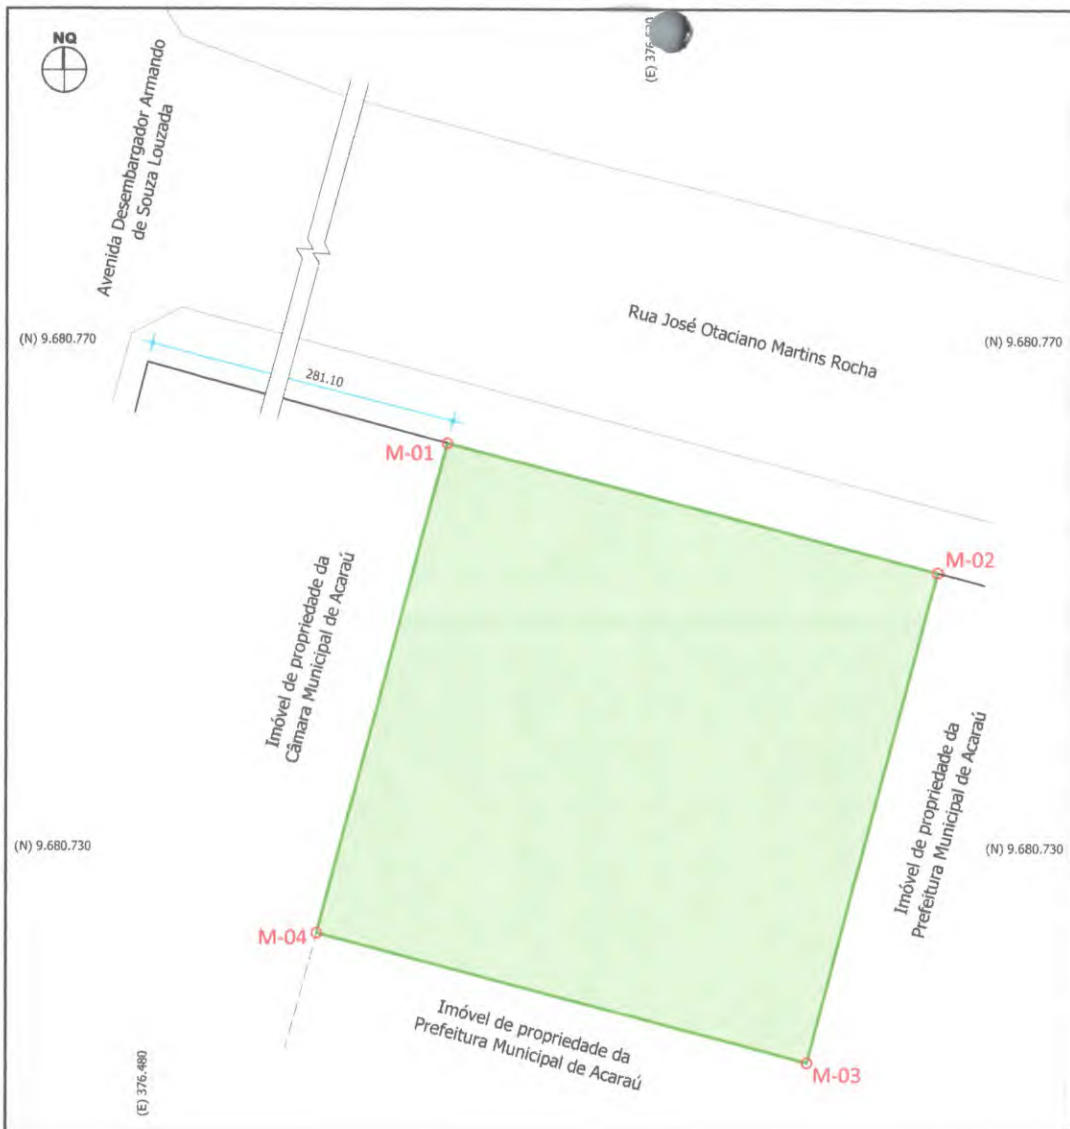 NQ
Avenida Desembargador Armando
de Souza Louzada
(N) 9.680.770
281.10
Rua José Otaciano Martins Rocha
(N) 9.680.770
M-01
M-02
Imóvel de propriedade da
Câmara Municipal de Acaraú
Imóvel de propriedade da
Prefeitura Municipal de Acaraú
(N) 9.680.730
(N) 9.680.730
M-04
Imóvel de propriedade da
Prefeitura Municipal de Acaraú
M-03
(E) 376.480
(E)